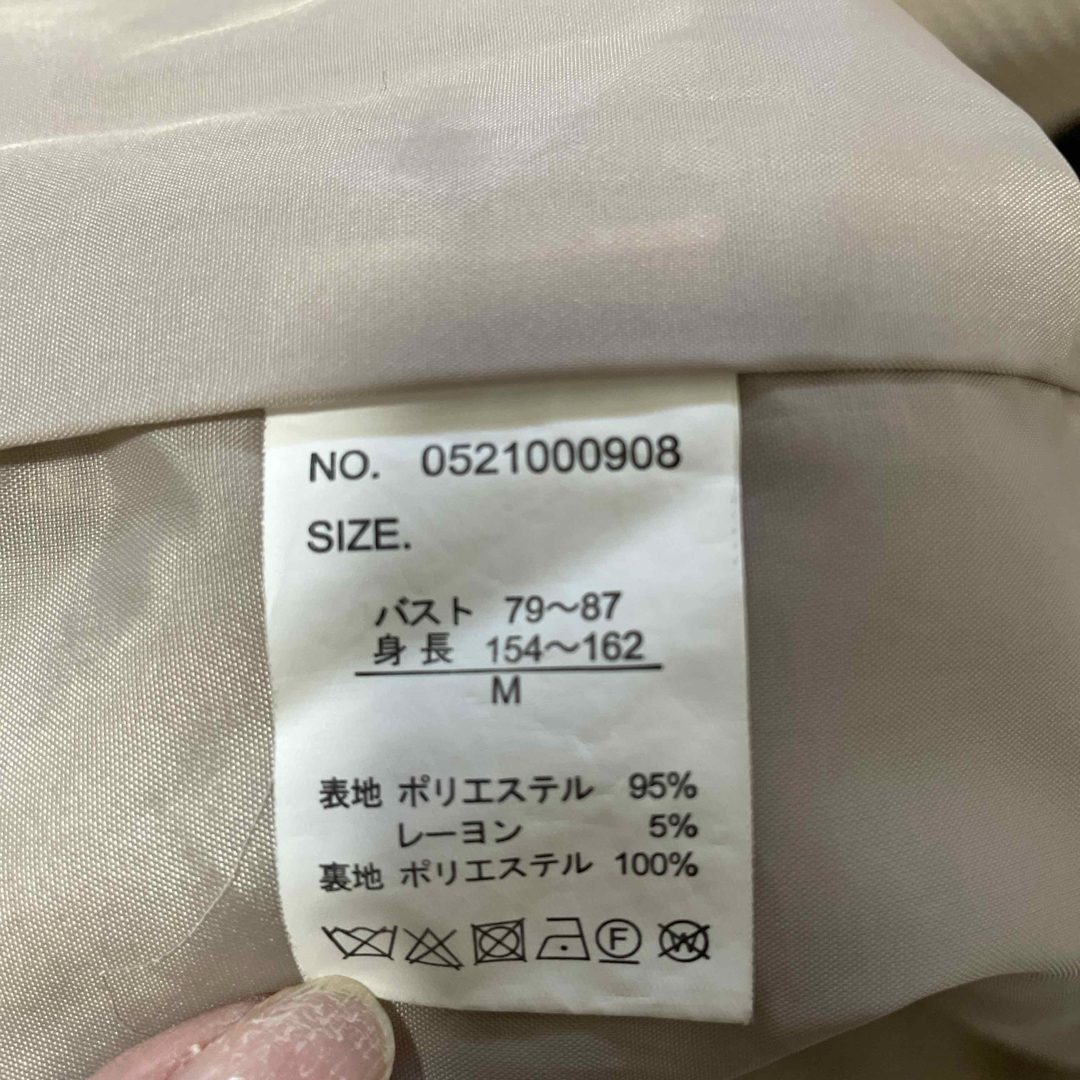 NO. 0521000908
SIZE.
バスト 79〜87
身長 154〜162
M
表地 ポリエステル 95%
レーヨン 5%
裏地 ポリエステル 100%
F W